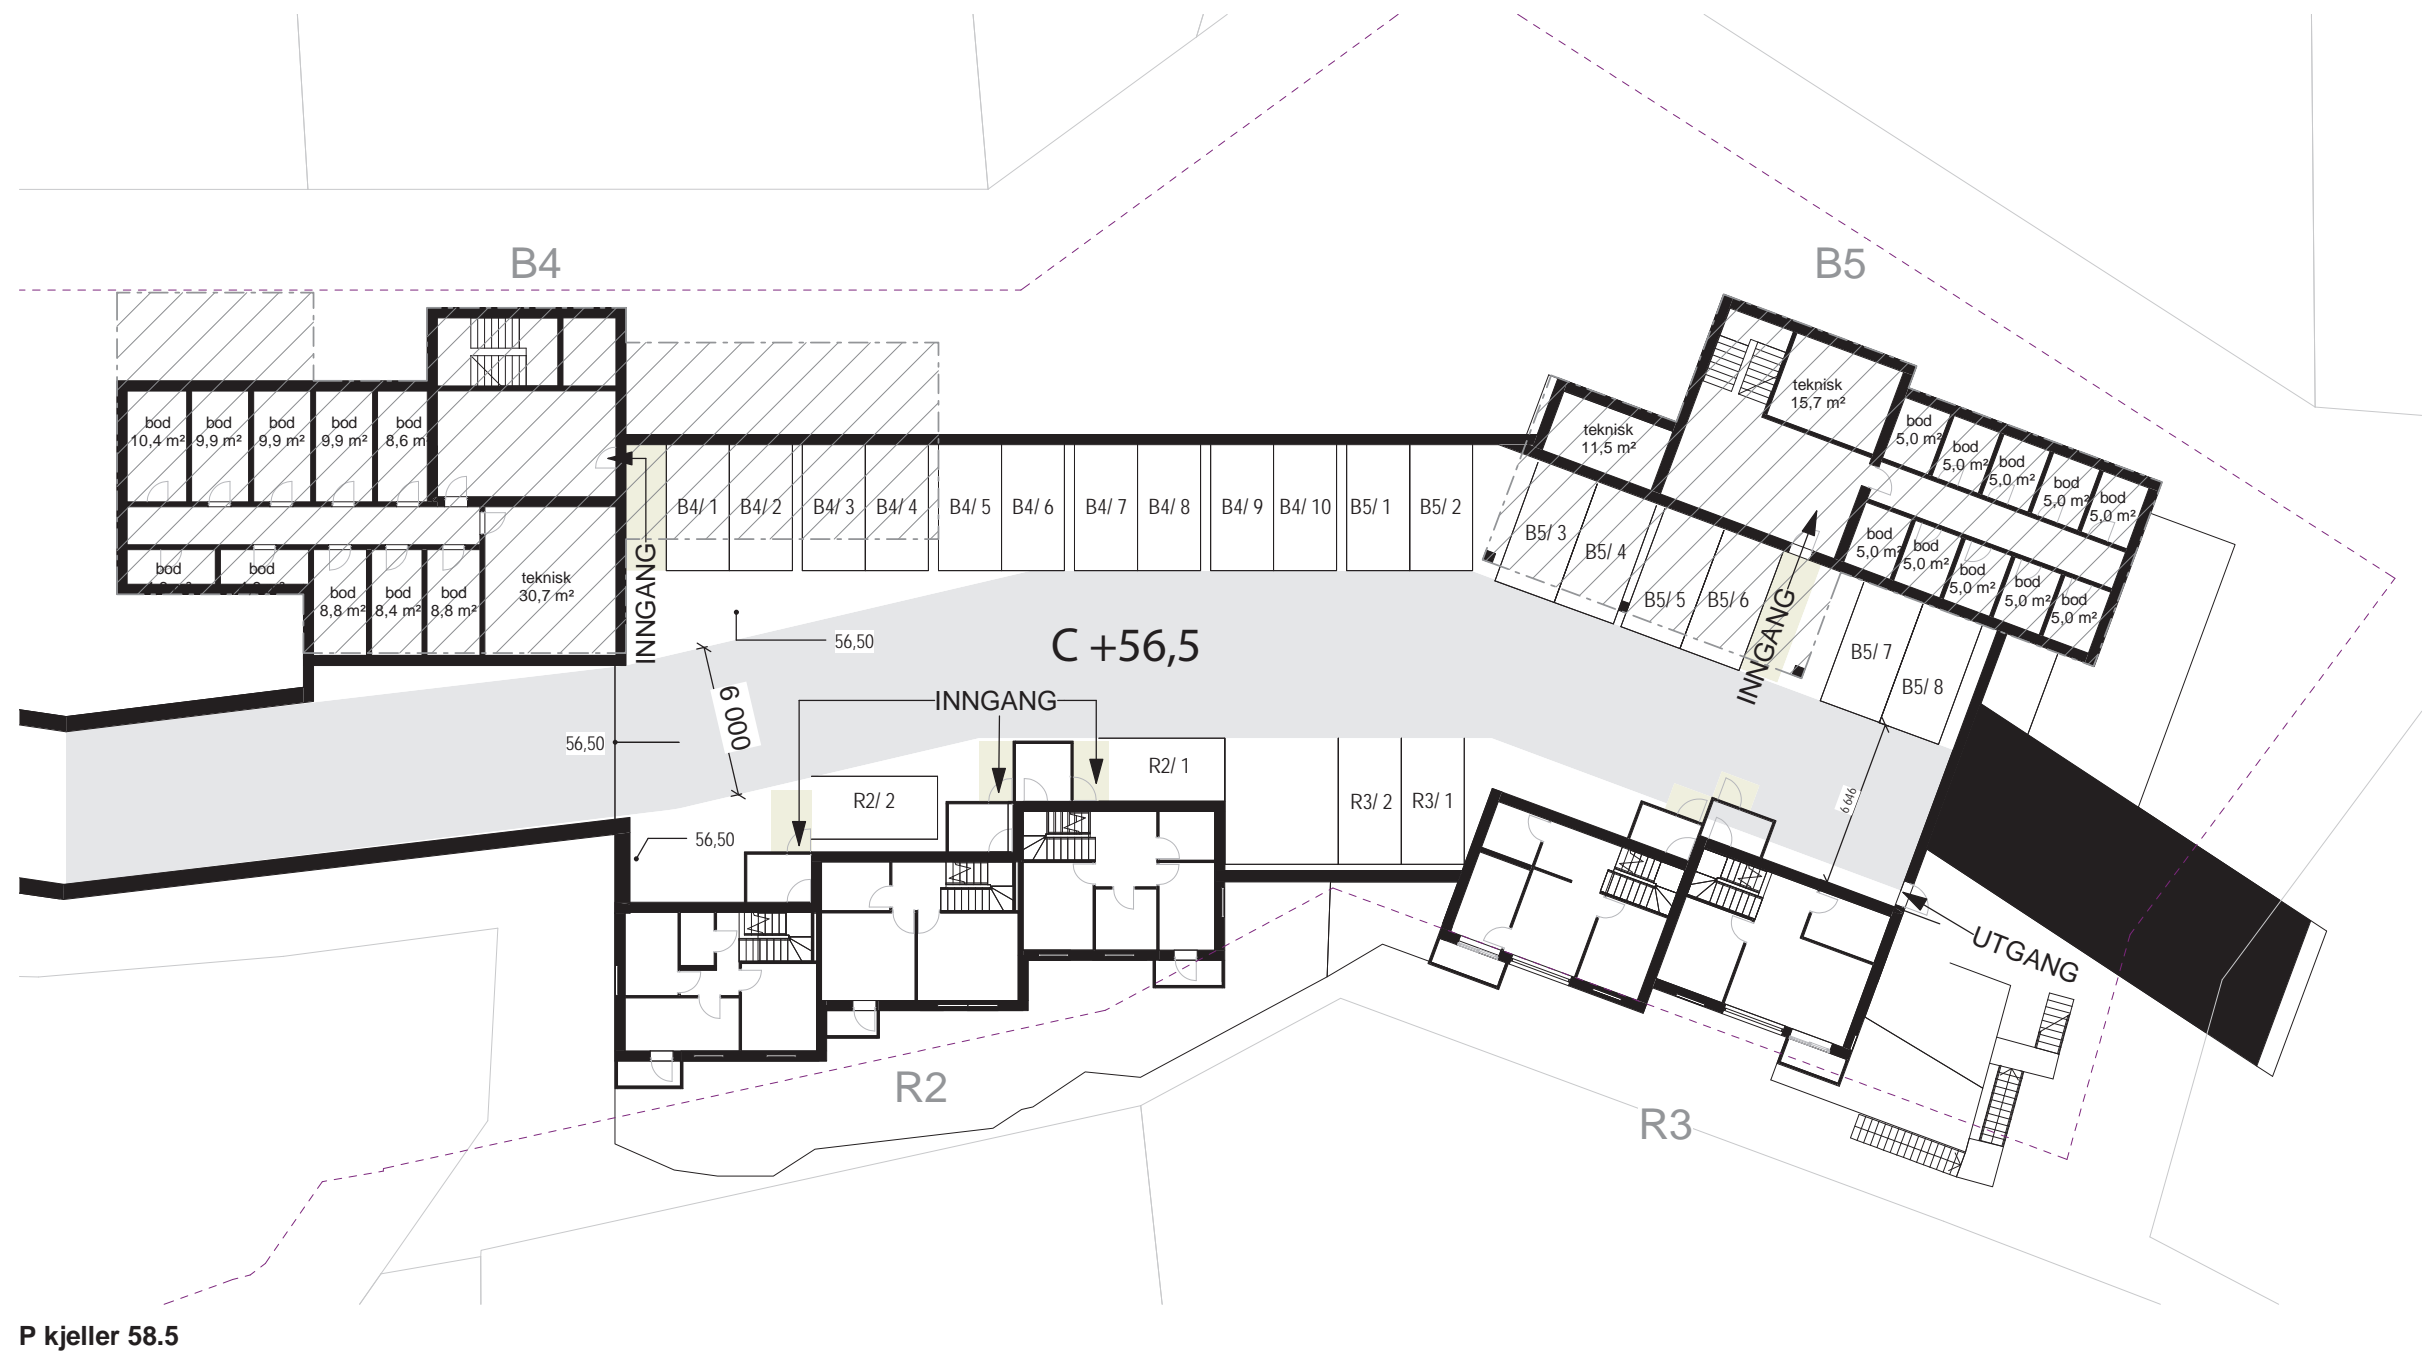 B4
B5
bod
10,4 m²
bod
9,9 m²
bod
9,9 m²
bod
9,9 m²
bod
8,6 m
bod
bod
bod
8,8 m²
bod
8,4 m²
bod
8,8 m²
teknisk
30,7 m²
INNGANG
B4/ 1
B4/ 2
B4/ 3
B4/ 4
B4/ 5
B4/ 6
B4/ 7
B4/ 8
B4/ 9
B4/ 10
B5/ 1
B5/ 2
teknisk
11,5 m²
teknisk
15,7 m²
bod
5,0 m²
bod
5,0 m²
bod
5,0 m²
bod
5,0 m²
bod
5,0 m²
bod
5,0 m²
bod
5,0 m²
bod
5,0 m²
bod
5,0 m²
bod
5,0 m²
B5/ 3
B5/ 4
B5/ 5
B5/ 6
INNGANG
B5/ 7
B5/ 8
56,50
C +56,5
6 000
INNGANG
56,50
56,50
R2/ 2
R2/ 1
R3/ 2
R3/ 1
6 646
UTGANG
R2
R3
P kjeller 58.5